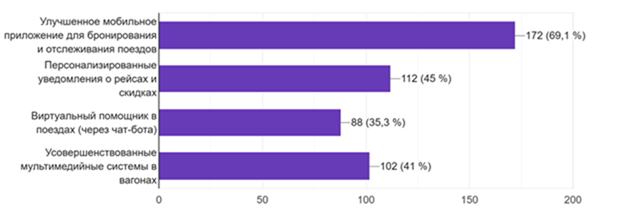 Улучшенное мобильное
приложение для бронирования
и отслеживания поездов
172 (69,1 %)
Персонализированные
уведомления о рейсах и
скидках
112 (45 %)
Виртуальный помощник в
поездах (через чат-бота)
88 (35,3 %)
Усовершенствованные
мультимедийные системы в
вагонах
102 (41 %)
0 50 100 150 200